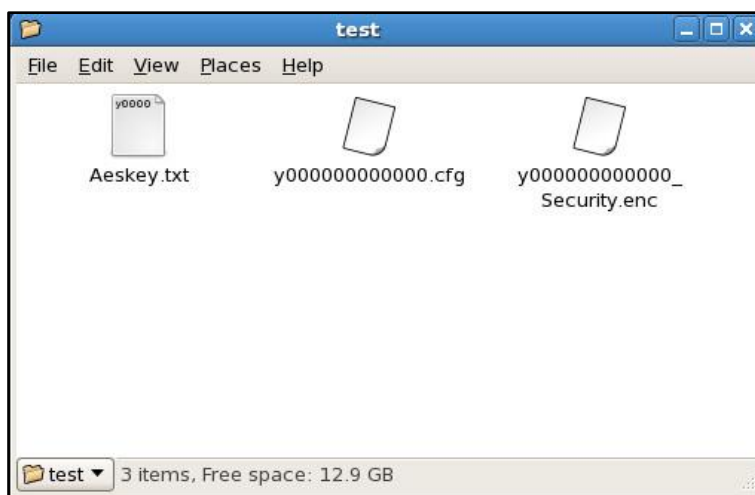 test
File Edit View Places Help
y0000
Aeskey.txt
y000000000000.cfg
y000000000000_
Security.enc
test 3 items, Free space: 12.9 GB